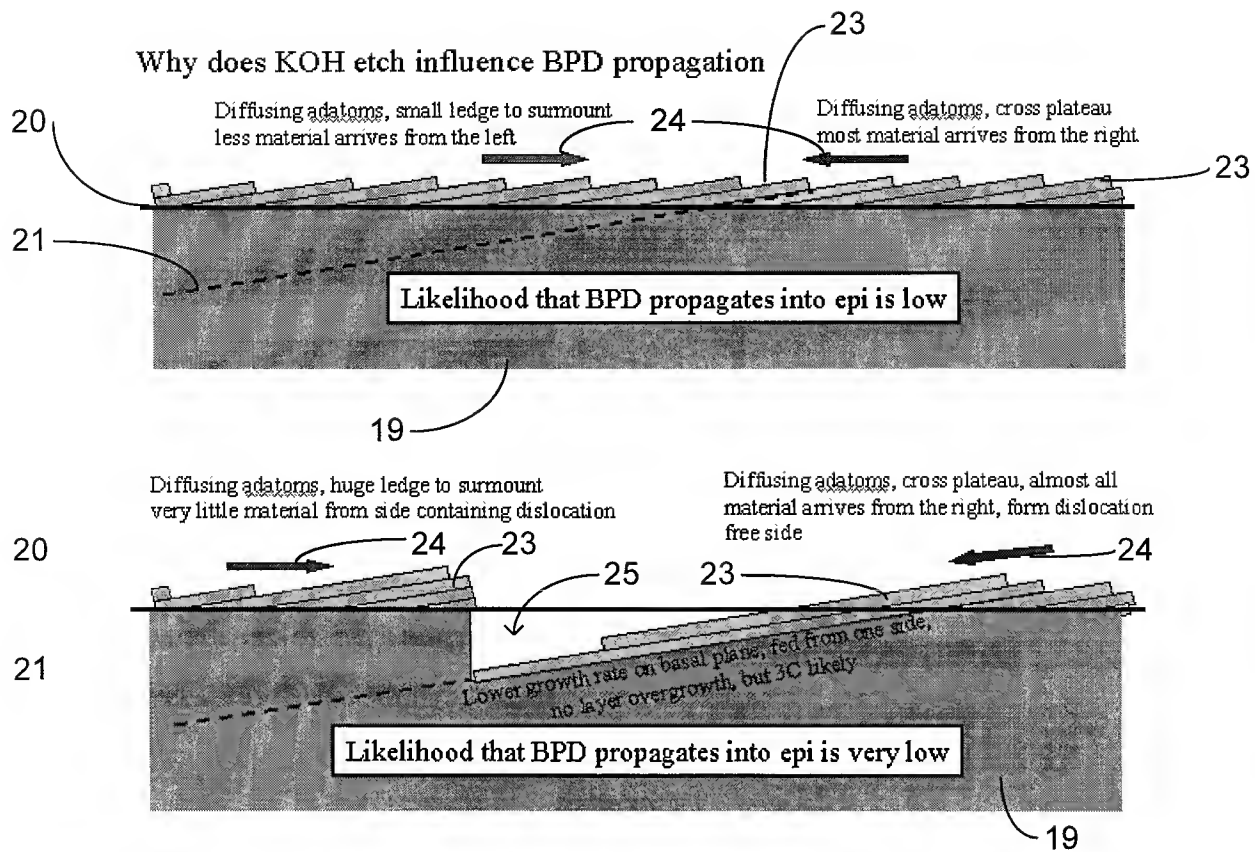 23
Why does KOH etch influence BPD propagation
Diffusing adatoms, small ledge to surmount
less material arrives from the left
24
Diffusing adatoms, cross plateau
most material arrives from the right
20
23
23
21
Likelihood that BPD propagates into epi is low
19
Diffusing adatoms, huge ledge to surmount
very little material from side containing dislocation
Diffusing adatoms, cross plateau, almost all
material arrives from the right, form dislocation
free side
20
24
23
25
23
24
21
Lower growth rate on basal plane, fed from one side,
no layer overgrowth, but 3C likely
Likelihood that BPD propagates into epi is very low
19